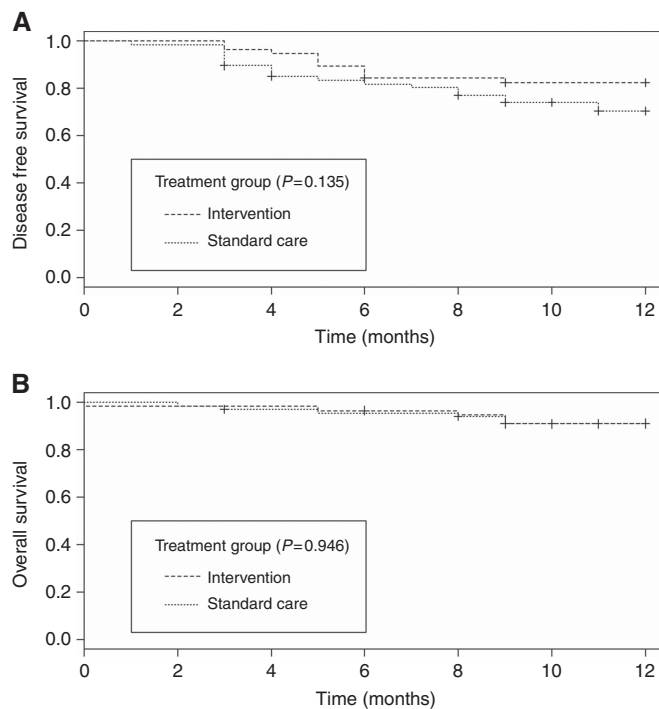 A
Disease free survival
1.0
0.8
0.6
0.4
0.2
0.0
Treatment group (P=0.135)
Intervention
Standard care
0 2 4 6 8 10 12
Time (months)
B
Overall survival
1.0
0.8
0.6
0.4
0.2
0.0
Treatment group (P=0.946)
Intervention
Standard care
0 2 4 6 8 10 12
Time (months)